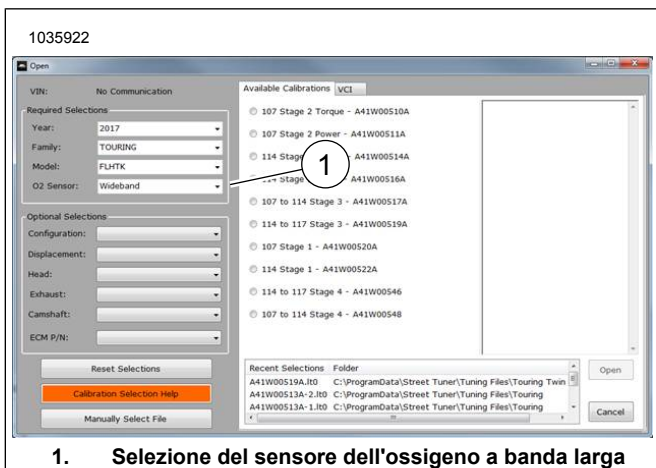 1035922
Open
VIN: No Communication
Required Selections
Year: 2017
Family: TOURING
Model: FLHTK
O2 Sensor: Wideband
Optional Selections
Configuration:
Displacement:
Head:
Exhaust:
Camshaft:
ECM P/N:
Reset Selections
Calibration Selection Help
Manually Select File
Available Calibrations VCI
107 Stage 2 Torque - A41W00510A
107 Stage 2 Power - A41W00511A
114 Stage - A41W00514A
Stage - A41W00516A
107 to 114 Stage 3 - A41W00517A
114 to 117 Stage 3 - A41W00519A
107 Stage 1 - A41W00520A
114 Stage 1 - A41W00522A
114 to 117 Stage 4 - A41W00546
107 to 114 Stage 4 - A41W00548
1
Recent Selections Folder
A41W00519A.lt0 C:\ProgramData\Street Tuner\Tuning Files\Touring Twin
A41W00513A-2.lt0 C:\ProgramData\Street Tuner\Tuning Files\Touring
A41W00513A-1.lt0 C:\ProgramData\Street Tuner\Tuning Files\Touring
Open
Cancel
1. Selezione del sensore dell'ossigeno a banda larga